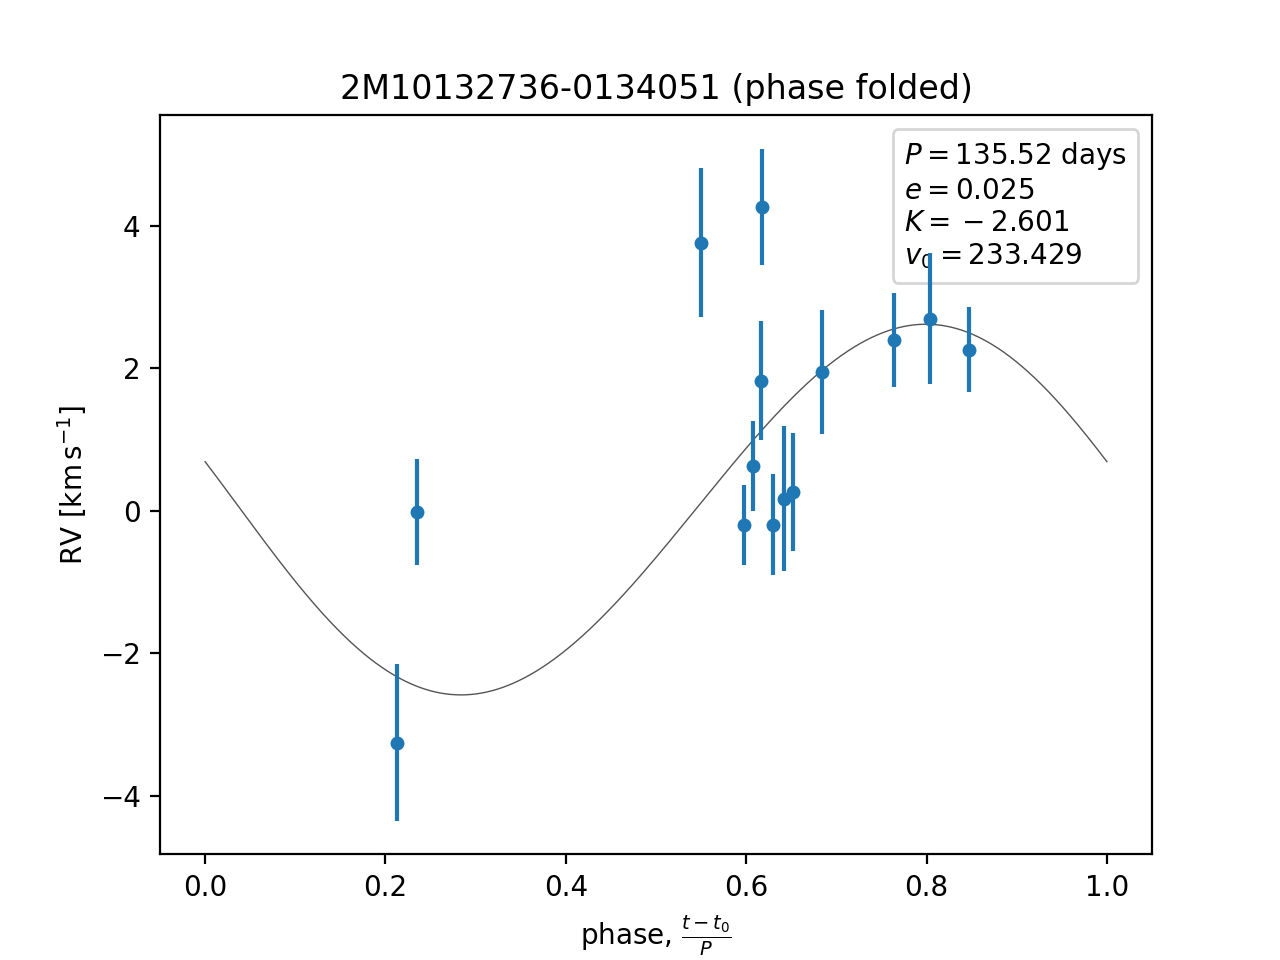 2M10132736-0134051 (phase folded)
P = 135.52 days
e = 0.025
K = −2.601
v₀ = 233.429
RV [km s⁻¹]
4
2
0
−2
−4
0.0 0.2 0.4 0.6 0.8 1.0
phase, (t − t₀)/P